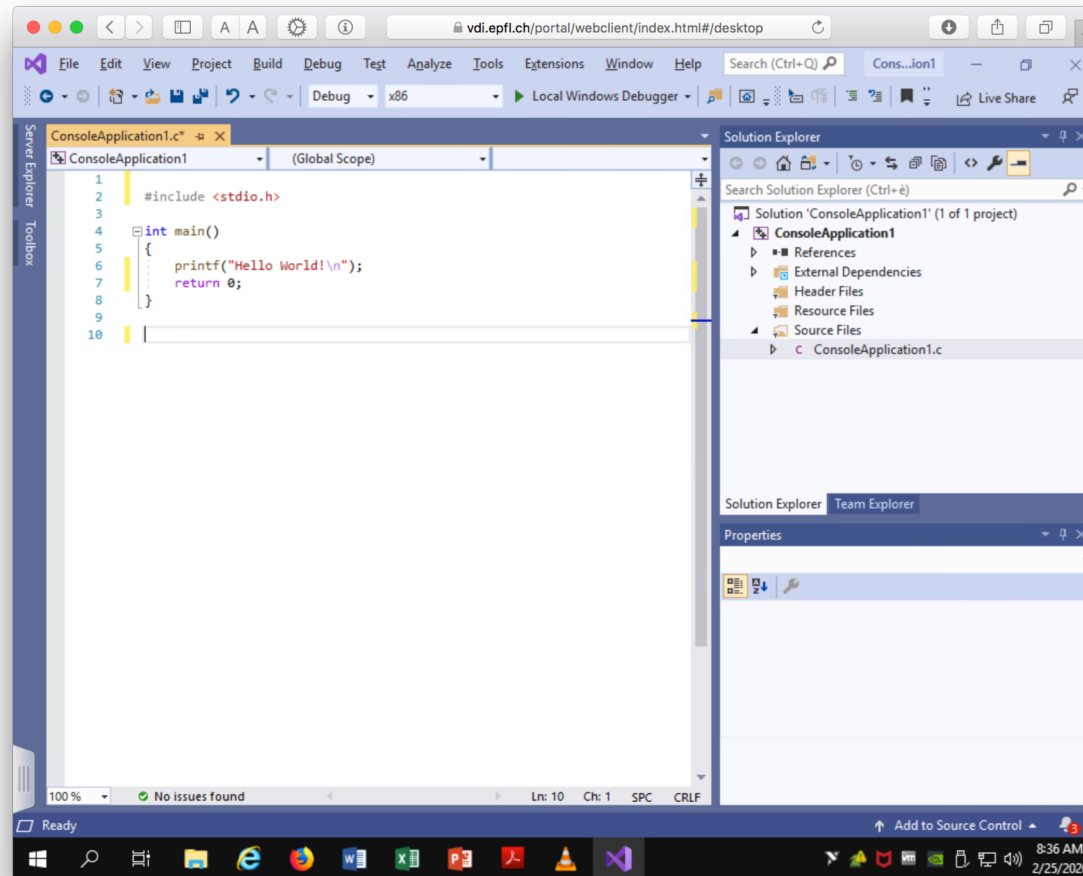 A A vdi.epfl.ch/portal/webclient/index.html#/desktop
File Edit View Project Build Debug Test Analyze Tools Extensions Window Help Search (Ctrl+Q) Cons...ion1
Debug x86 Local Windows Debugger Live Share
Server Explorer
Toolbox
ConsoleApplication1.c*
ConsoleApplication1 (Global Scope)
1
2 #include <stdio.h>
3
4 int main()
5 {
6 printf("Hello World!\n");
7 return 0;
8 }
9
10
100 % No issues found Ln: 10 Ch: 1 SPC CRLF
Solution Explorer
Search Solution Explorer (Ctrl+è)
Solution 'ConsoleApplication1' (1 of 1 project)
ConsoleApplication1
References
External Dependencies
Header Files
Resource Files
Source Files
C ConsoleApplication1.c
Solution Explorer Team Explorer
Properties
Ready Add to Source Control 3
8:36 AM